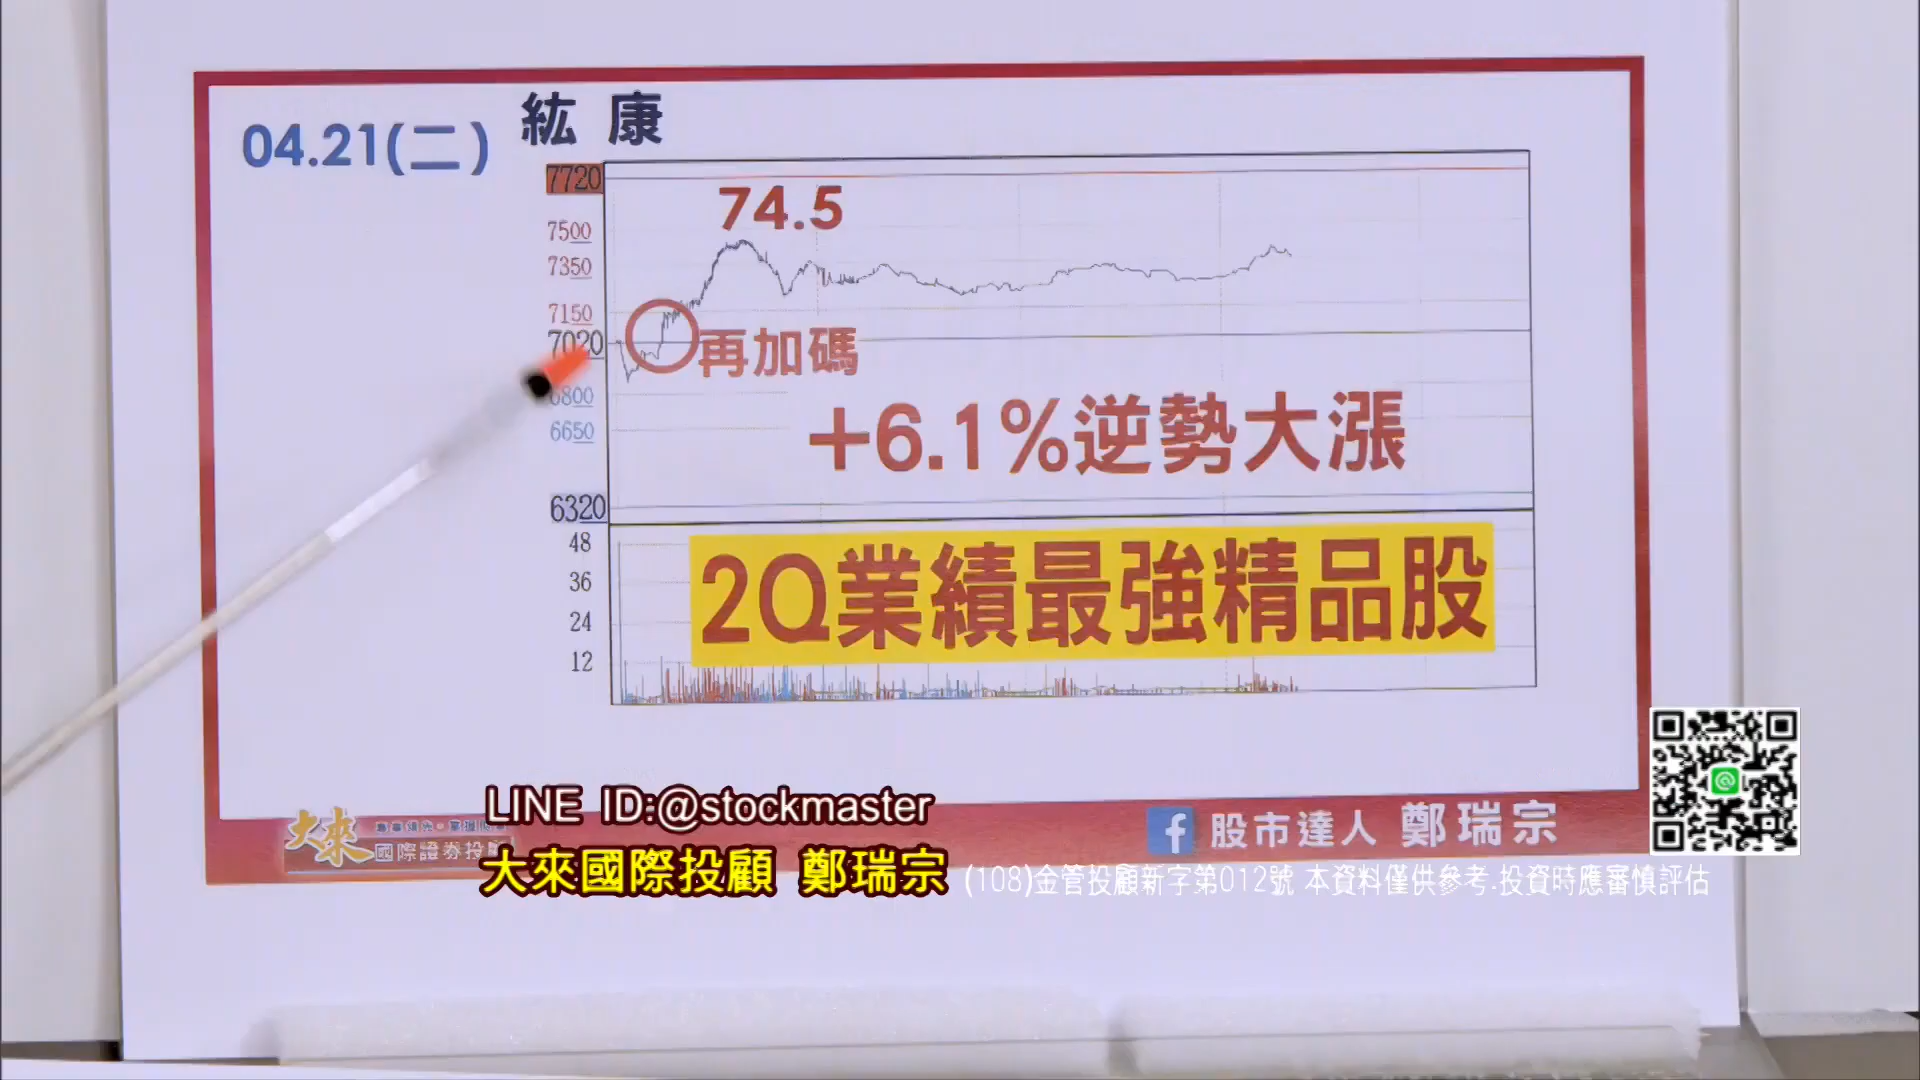 04.21(二)
紘康
7720
74.5
7500
7350
7150
7020
再加碼
6800
+6.1%逆勢大漲
6650
6320
48
36
24
12
2Q業績最強精品股
LINE ID:@stockmaster
大來
國際證券投顧
股市達人 鄭瑞宗
大來國際投顧 鄭瑞宗
(108)金管投顧新字第012號 本資料僅供參考.投資時應審慎評估